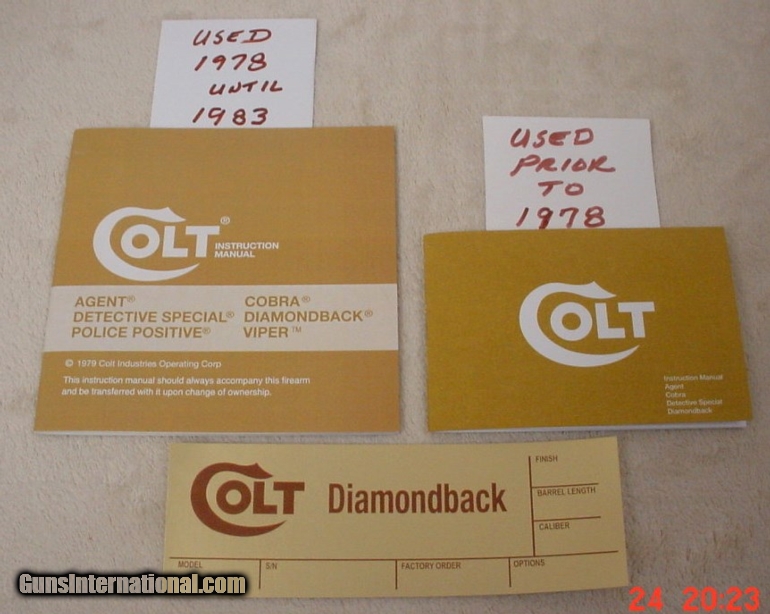 USED
1978
UNTIL
1983
COLT®
INSTRUCTION
MANUAL
AGENT® COBRA®
DETECTIVE SPECIAL® DIAMONDBACK®
POLICE POSITIVE® VIPER™
© 1979 Colt Industries Operating Corp
This instruction manual should always accompany this firearm
and be transferred with it upon change of ownership.
USED
PRIOR
TO
1978
COLT
Instruction Manual
Agent
Cobra
Detective Special
Diamondback
COLT Diamondback
FINISH
BARREL LENGTH
CALIBER
MODEL S/N FACTORY ORDER OPTIONS
GunsInternational.com
24 20:23